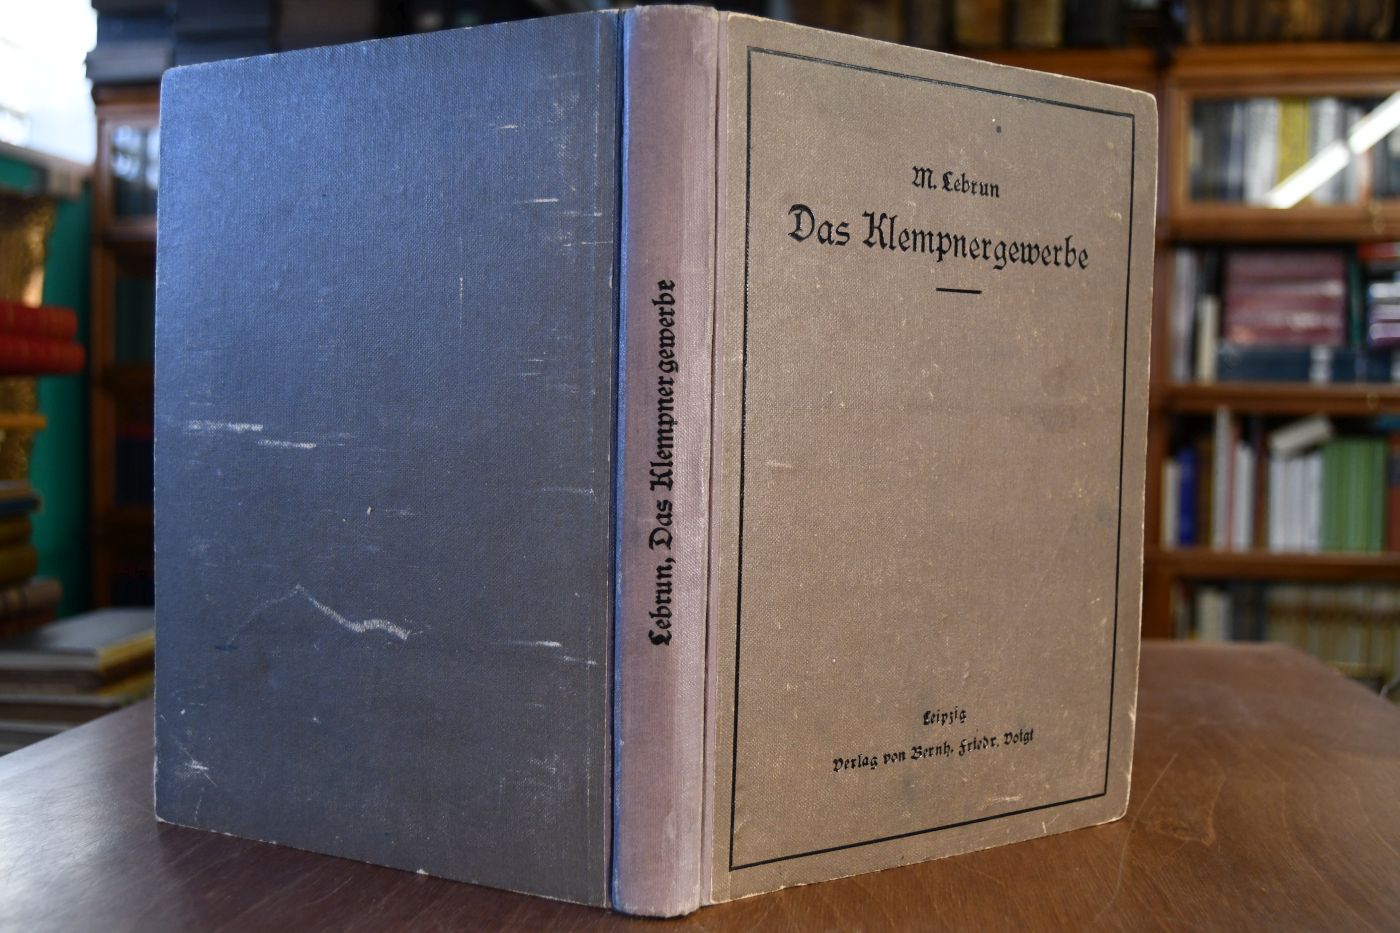 Lebrun, Das Klempnergewerbe
M. Lebrun
Das Klempnergewerbe
Leipzig
Verlag von Bernh. Friedr. Voigt